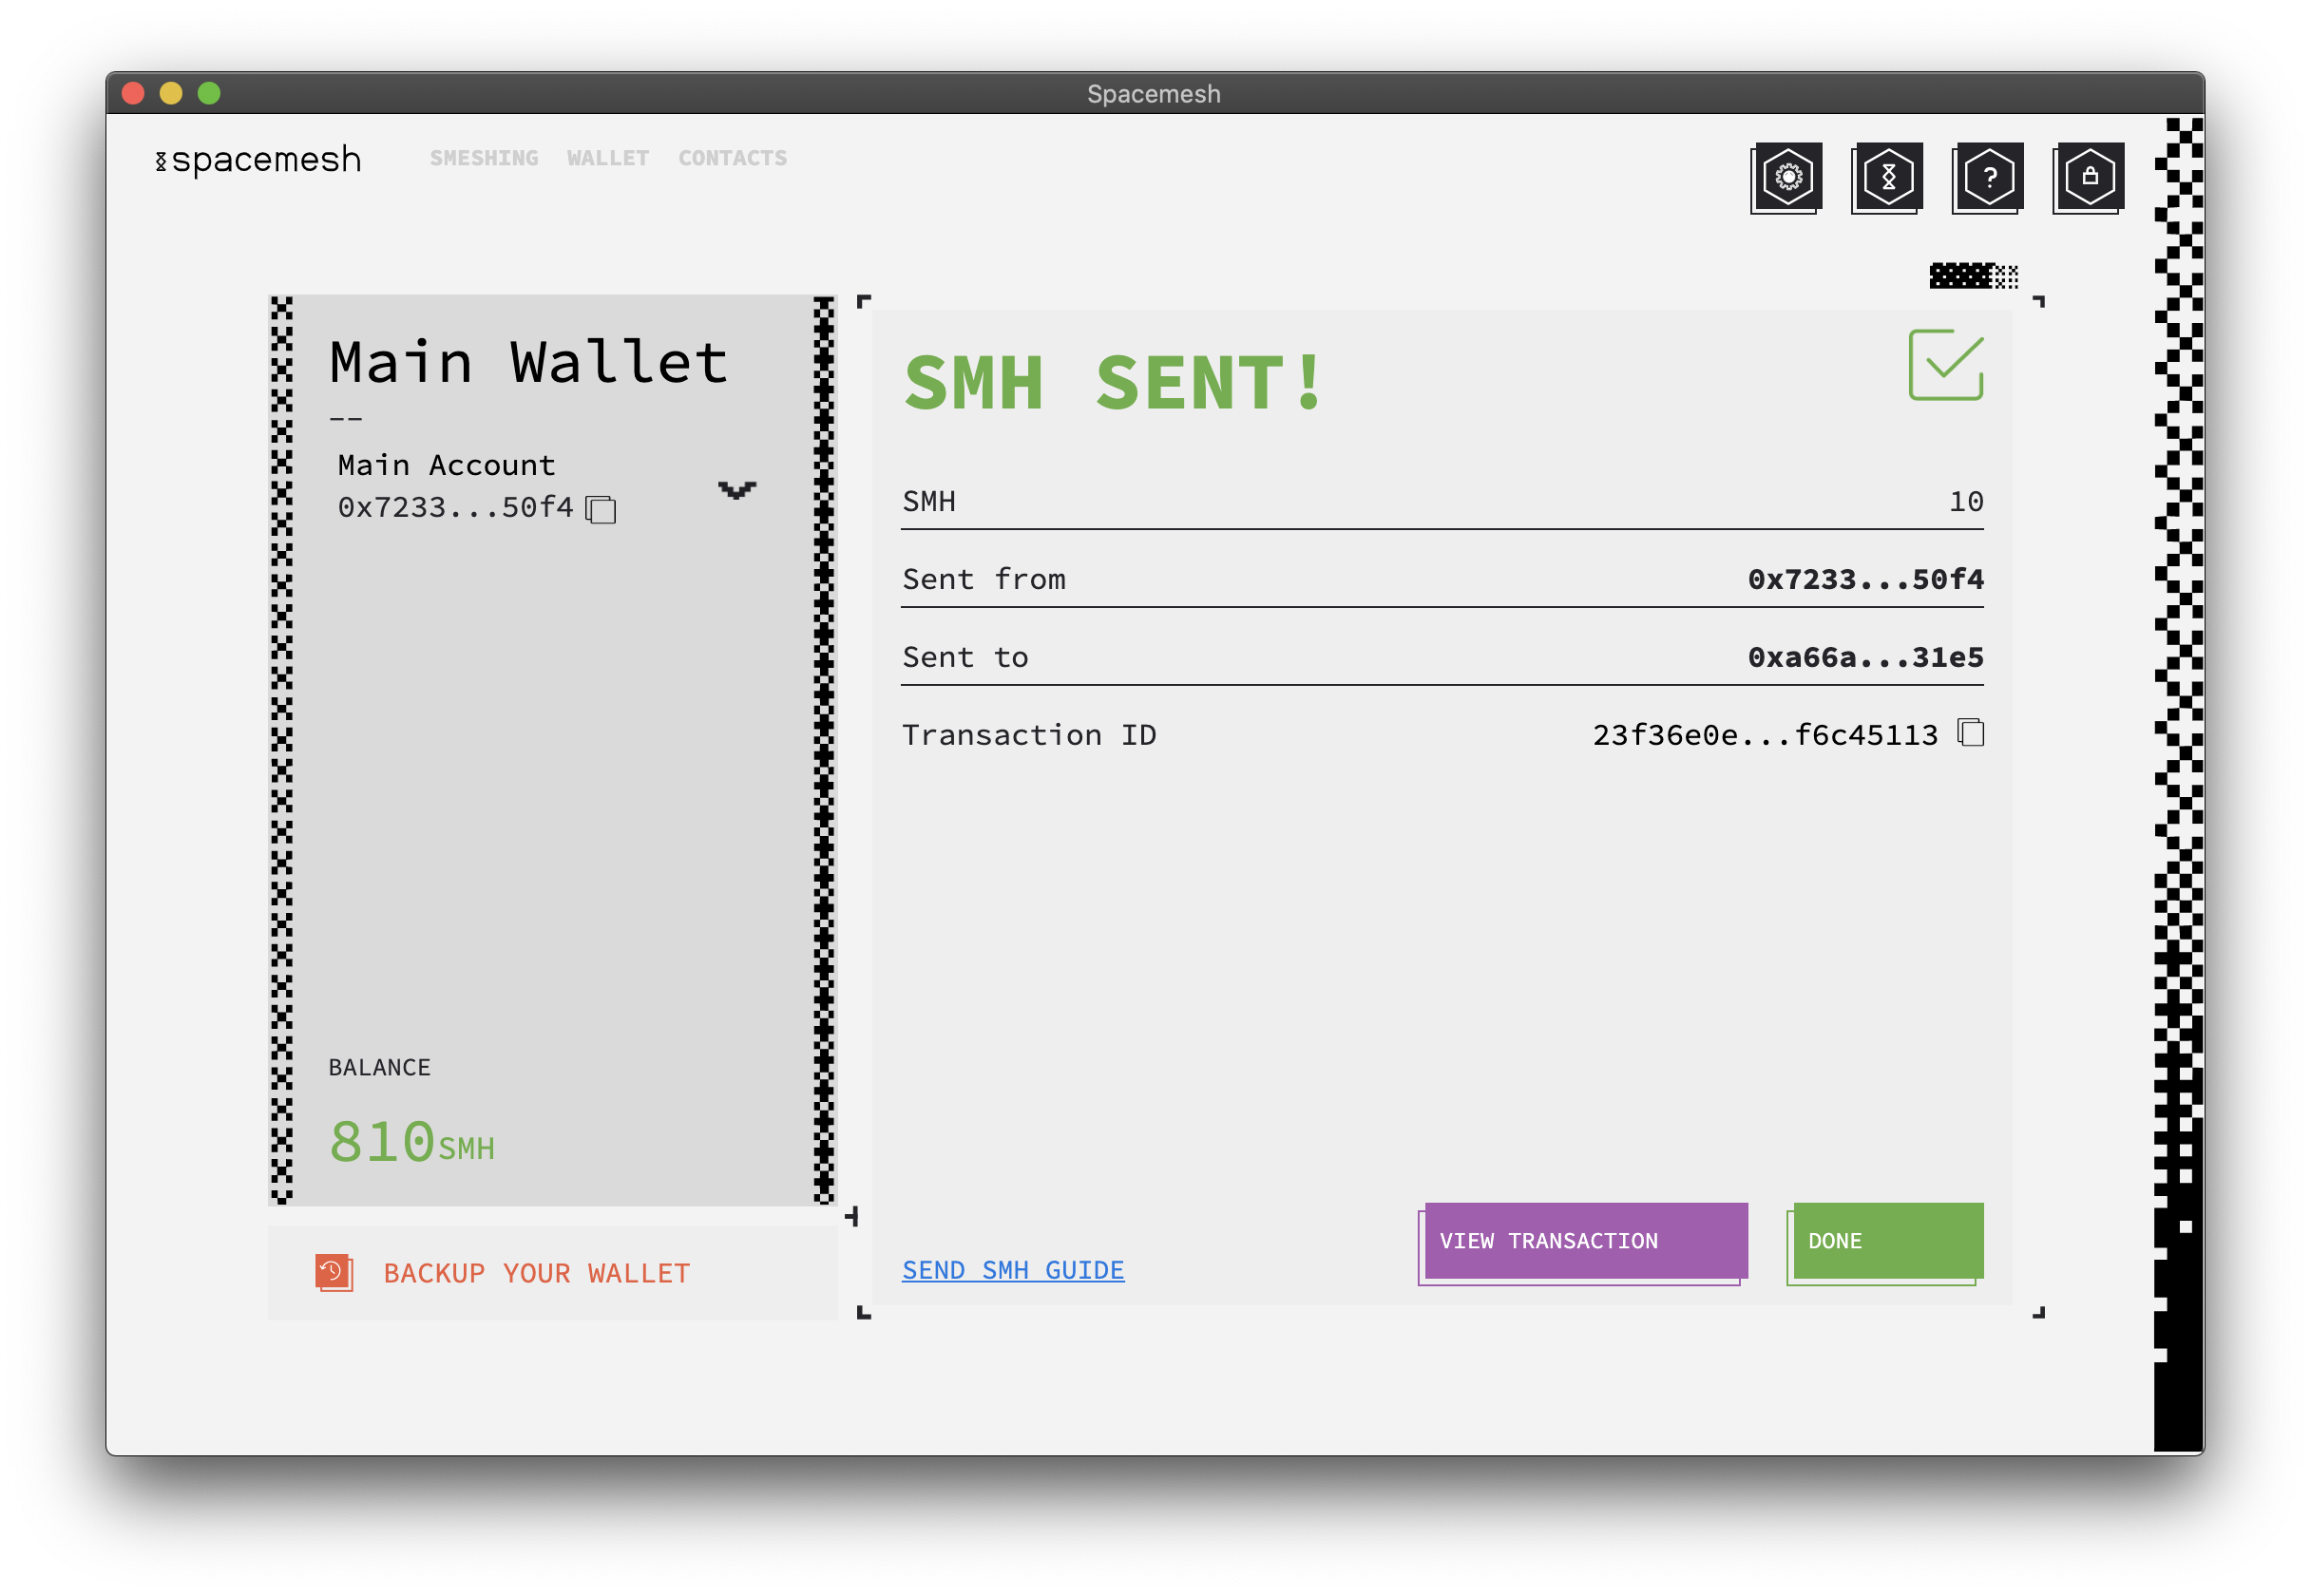 Spacemesh
spacemesh
SMESHING WALLET CONTACTS
?
Main Wallet
--
Main Account
0x7233...50f4
BALANCE
810SMH
BACKUP YOUR WALLET
SMH SENT!
SMH 10
Sent from 0x7233...50f4
Sent to 0xa66a...31e5
Transaction ID 23f36e0e...f6c45113
SEND SMH GUIDE
VIEW TRANSACTION
DONE